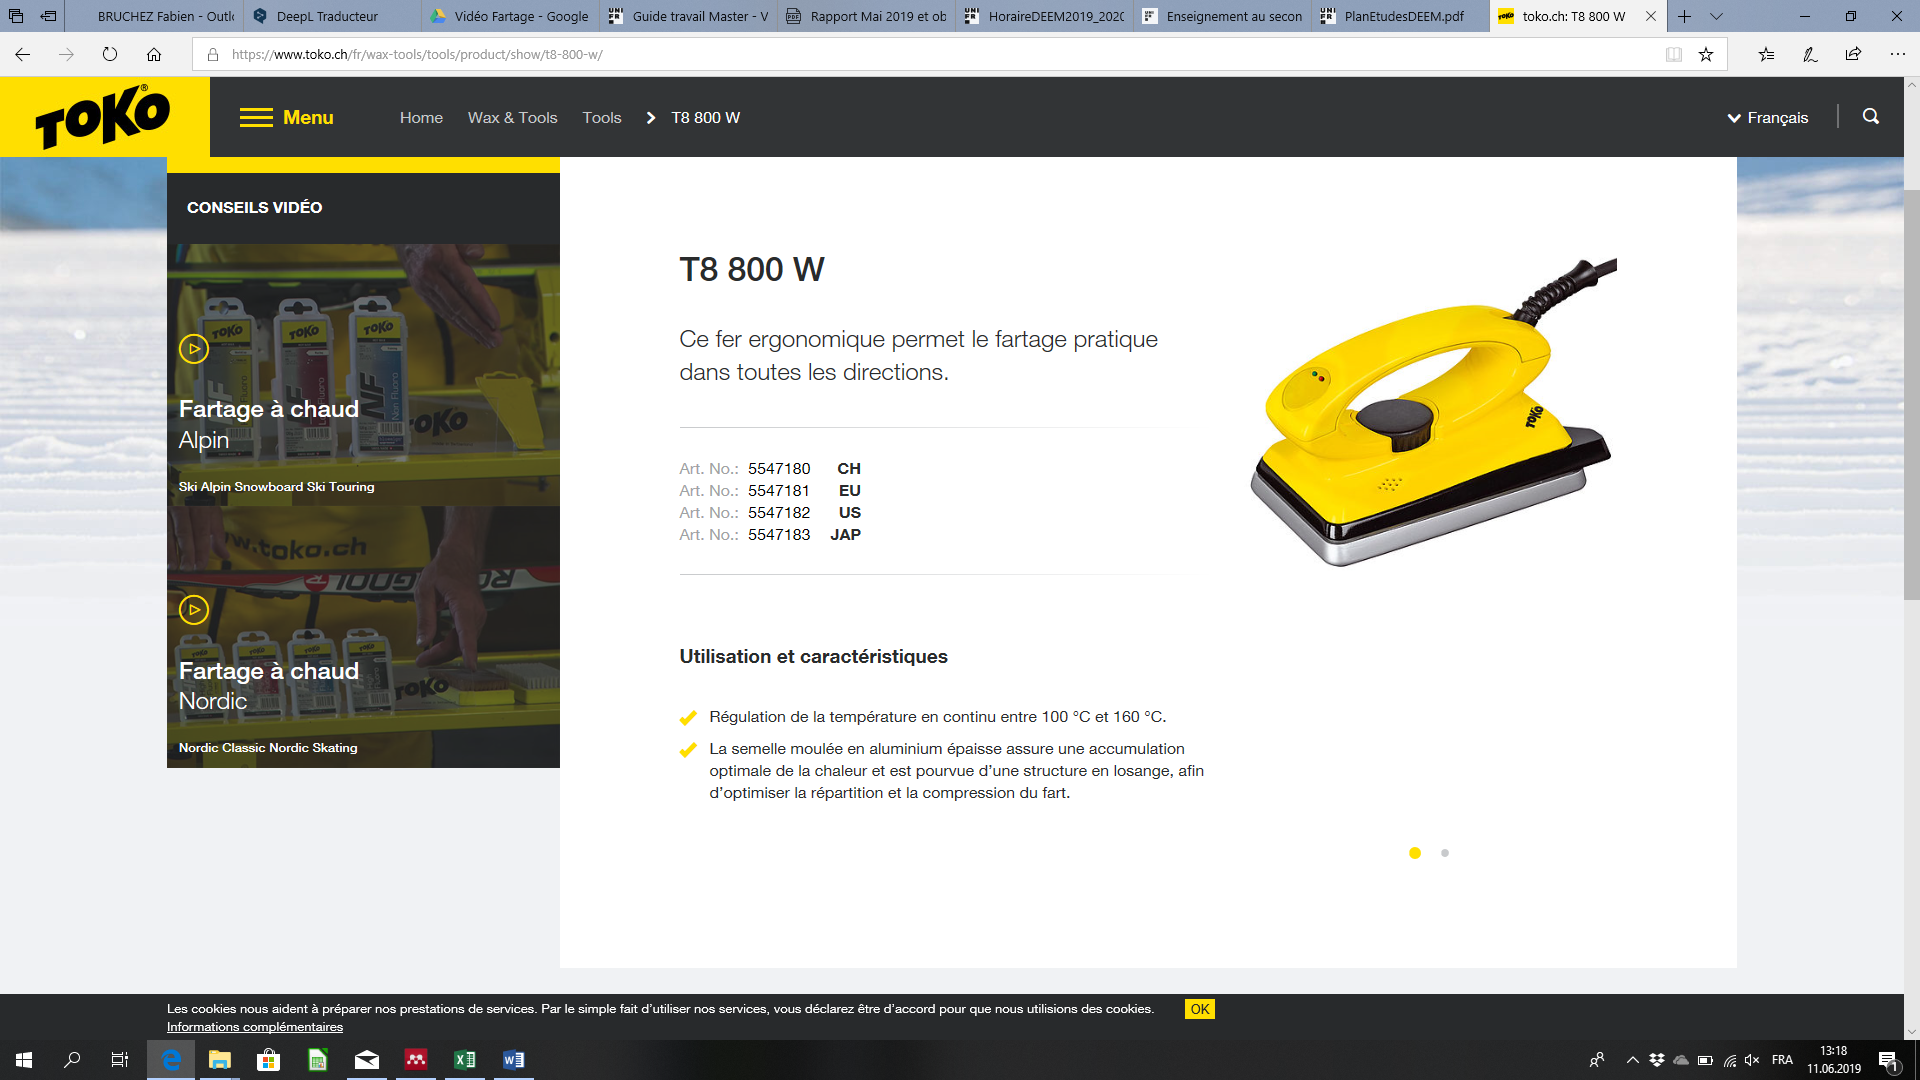 BRUCHEZ Fabien - Outl
DeepL Traducteur
Vidéo Fartage - Google
Guide travail Master - V
Rapport Mai 2019 et ob
HoraireDEEM2019_2020
Enseignement au secon
PlanEtudesDEEM.pdf
toko.ch: T8 800 W
https://www.toko.ch/fr/wax-tools/tools/product/show/t8-800-w/
TOKO®
Menu
Home
Wax & Tools
Tools
T8 800 W
Français
CONSEILS VIDÉO
Fartage à chaud
Alpin
Ski Alpin Snowboard Ski Touring
Fartage à chaud
Nordic
Nordic Classic Nordic Skating
T8 800 W
Ce fer ergonomique permet le fartage pratique
dans toutes les directions.
Art. No.: 5547180 CH
Art. No.: 5547181 EU
Art. No.: 5547182 US
Art. No.: 5547183 JAP
TOKO
Utilisation et caractéristiques
Régulation de la température en continu entre 100 °C et 160 °C.
La semelle moulée en aluminium épaisse assure une accumulation
optimale de la chaleur et est pourvue d'une structure en losange, afin
d'optimiser la répartition et la compression du fart.
Les cookies nous aident à préparer nos prestations de services. Par le simple fait d'utiliser nos services, vous déclarez être d'accord pour que nous utilisions des cookies.
OK
Informations complémentaires
FRA
13:18
11.06.2019
1